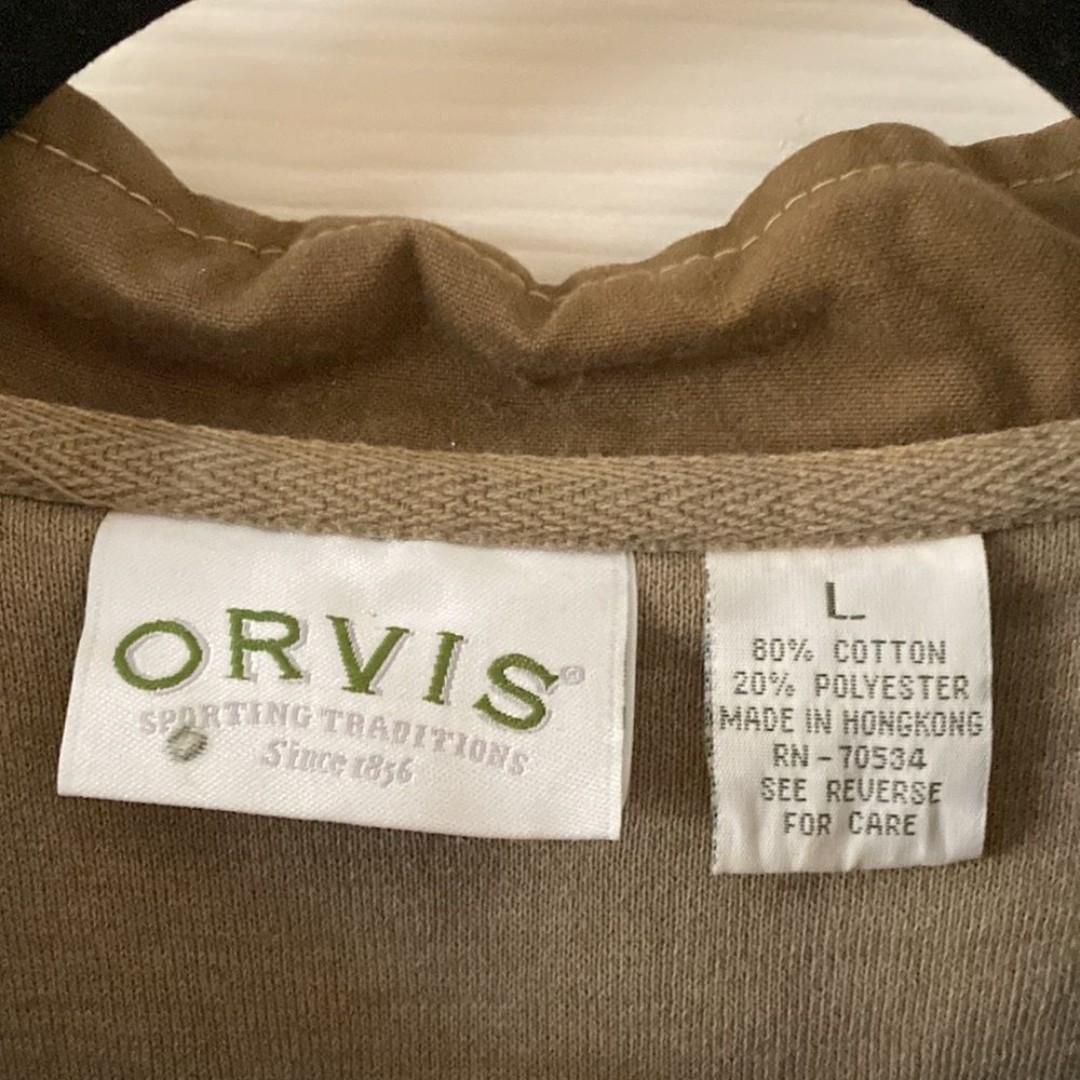 ORVIS®
SPORTING TRADITIONS
Since 1856
L
80% COTTON
20% POLYESTER
MADE IN HONGKONG
RN-70534
SEE REVERSE
FOR CARE